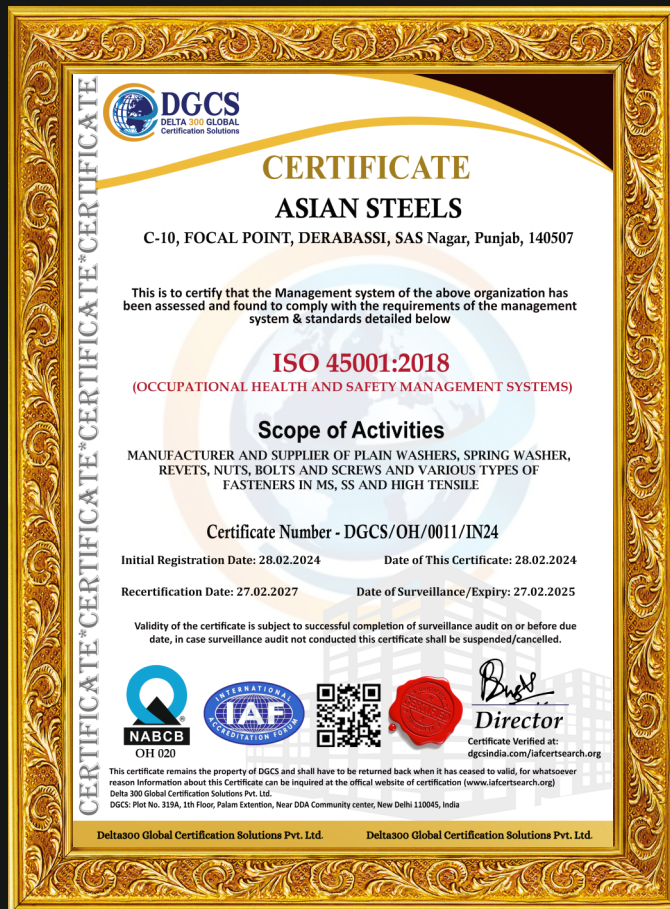 CERTIFICATE*CERTIFICATE*CERTIFICATE*CERTIFICATE
DGCS
DELTA 300 GLOBAL
Certification Solutions
CERTIFICATE
ASIAN STEELS
C-10, FOCAL POINT, DERABASSI, SAS Nagar, Punjab, 140507
This is to certify that the Management system of the above organization has
been assessed and found to comply with the requirements of the management
system & standards detailed below
ISO 45001:2018
(OCCUPATIONAL HEALTH AND SAFETY MANAGEMENT SYSTEMS)
Scope of Activities
MANUFACTURER AND SUPPLIER OF PLAIN WASHERS, SPRING WASHER,
REVETS, NUTS, BOLTS AND SCREWS AND VARIOUS TYPES OF
FASTENERS IN MS, SS AND HIGH TENSILE
Certificate Number - DGCS/OH/0011/IN24
Initial Registration Date: 28.02.2024 Date of This Certificate: 28.02.2024
Recertification Date: 27.02.2027 Date of Surveillance/Expiry: 27.02.2025
Validity of the certificate is subject to successful completion of surveillance audit on or before due
date, in case surveillance audit not conducted this certificate shall be suspended/cancelled.
NABCB
OH 020
INTERNATIONAL
IAF
ACCREDITATION FORUM
Director
Certificate Verified at:
dgcsindia.com/iafcertsearch.org
This certificate remains the property of DGCS and shall have to be returned back when it has ceased to valid, for whatsoever
reason Information about this Certificate can be inquired at the offical website of certification (www.iafcertsearch.org)
Delta 300 Global Certification Solutions Pvt. Ltd.
DGCS: Plot No. 319A, 1th Floor, Palam Extention, Near DDA Community center, New Delhi 110045, India
Delta300 Global Certification Solutions Pvt. Ltd. Delta300 Global Certification Solutions Pvt. Ltd.